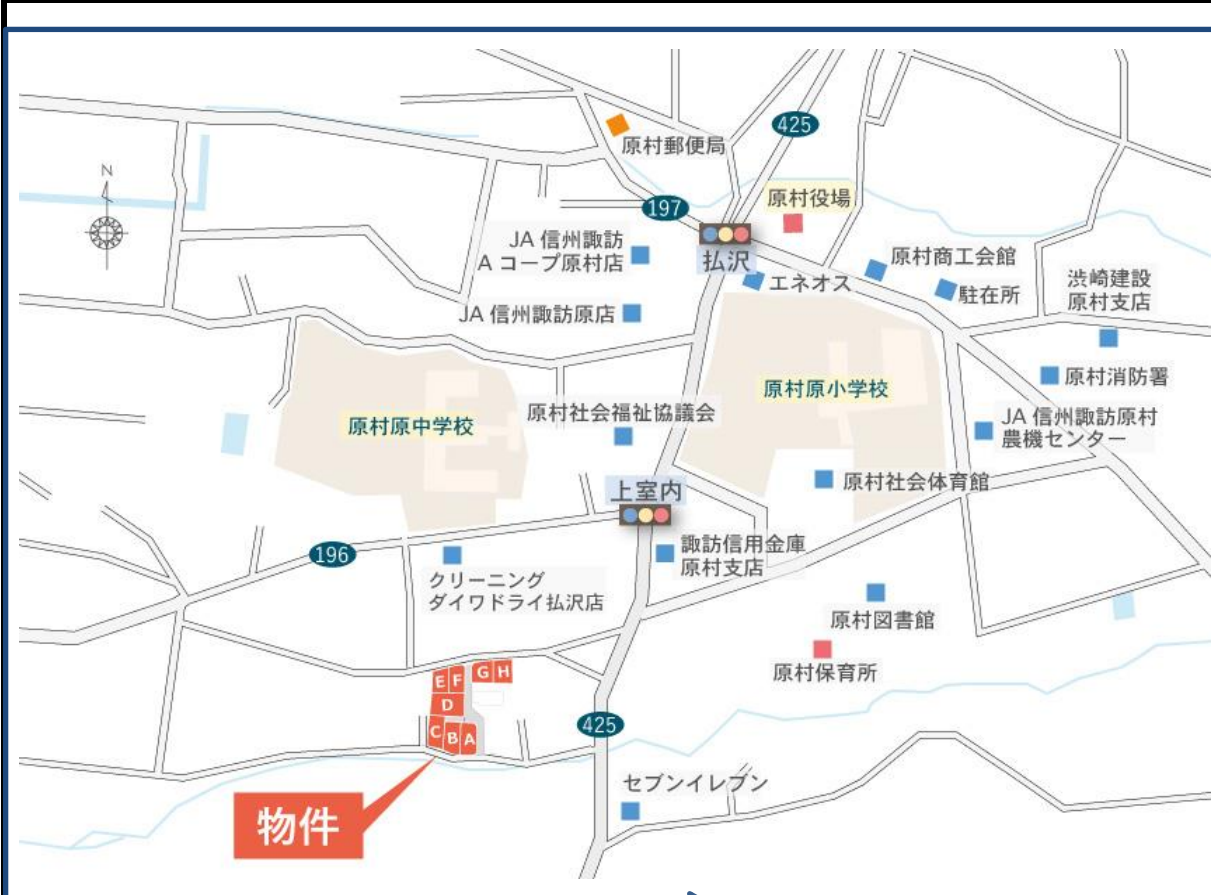 425
原村郵便局
N
原村役場
197
JA 信州諏訪
A コープ原村店
払沢
原村商工会館
エネオス
駐在所
渋崎建設
原村支店
JA 信州諏訪原店
原村消防署
原村原小学校
原村社会福祉協議会
原村原中学校
JA 信州諏訪原村
農機センター
原村社会体育館
上室内
諏訪信用金庫
原村支店
196
クリーニング
ダイワドライ払沢店
原村図書館
原村保育所
E F G H
D
C B A
425
セブンイレブン
物件